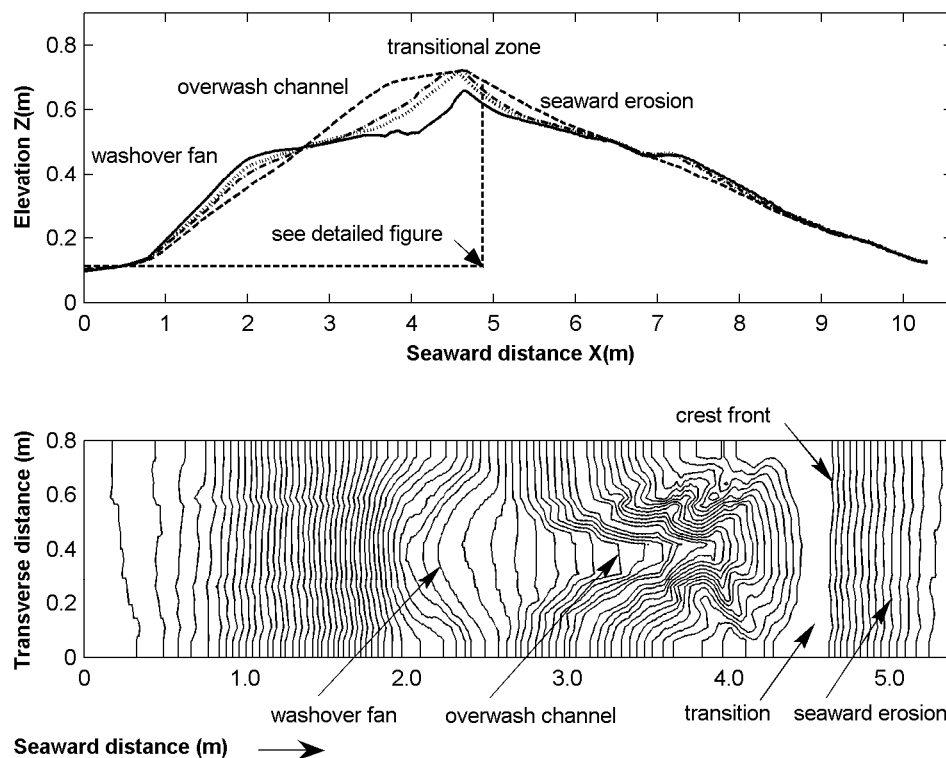 0.8
transitional zone
overwash channel
0.6
seaward erosion
Elevation Z(m)
washover fan
0.4
see detailed figure
0.2
0
0 1 2 3 4 5 6 7 8 9 10
Seaward distance X(m)
crest front
0.8
0.6
Transverse distance (m)
0.4
0.2
0
0.0 1.0 2.0 3.0 4.0 5.0
washover fan overwash channel transition seaward erosion
Seaward distance (m)